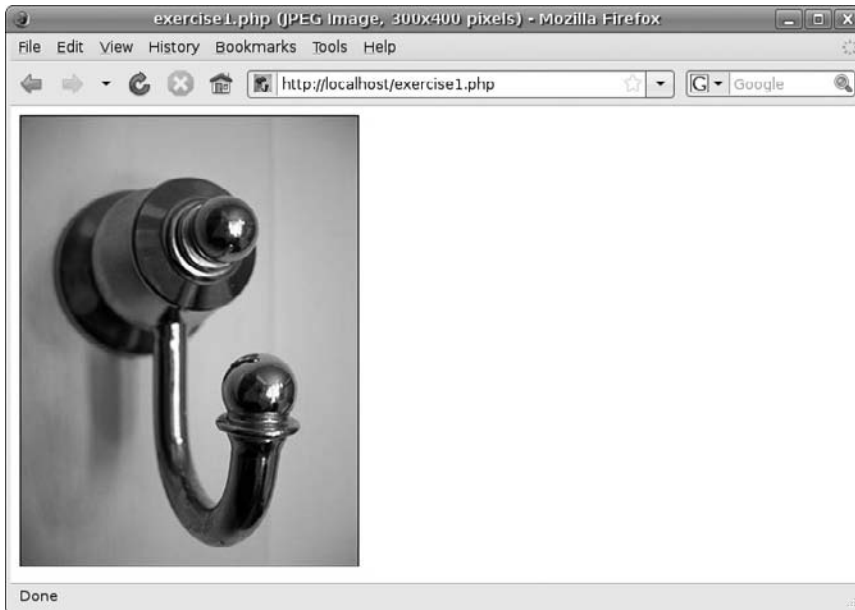 exercise1.php (JPEG Image, 300x400 pixels) - Mozilla Firefox
File Edit View History Bookmarks Tools Help
http://localhost/exercise1.php G Google
Done